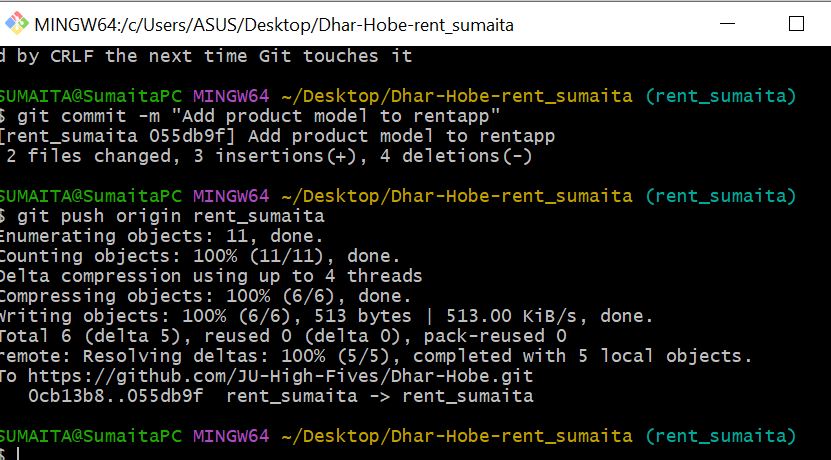 MINGW64:/c/Users/ASUS/Desktop/Dhar-Hobe-rent_sumaita
d by CRLF the next time Git touches it
SUMAITA@SumaitaPC MINGW64 ~/Desktop/Dhar-Hobe-rent_sumaita (rent_sumaita)
$ git commit -m "Add product model to rentapp"
[rent_sumaita 055db9f] Add product model to rentapp
2 files changed, 3 insertions(+), 4 deletions(-)
SUMAITA@SumaitaPC MINGW64 ~/Desktop/Dhar-Hobe-rent_sumaita (rent_sumaita)
$ git push origin rent_sumaita
Enumerating objects: 11, done.
Counting objects: 100% (11/11), done.
Delta compression using up to 4 threads
Compressing objects: 100% (6/6), done.
Writing objects: 100% (6/6), 513 bytes | 513.00 KiB/s, done.
Total 6 (delta 5), reused 0 (delta 0), pack-reused 0
remote: Resolving deltas: 100% (5/5), completed with 5 local objects.
To https://github.com/JU-High-Fives/Dhar-Hobe.git
0cb13b8..055db9f  rent_sumaita -> rent_sumaita
SUMAITA@SumaitaPC MINGW64 ~/Desktop/Dhar-Hobe-rent_sumaita (rent_sumaita)
$